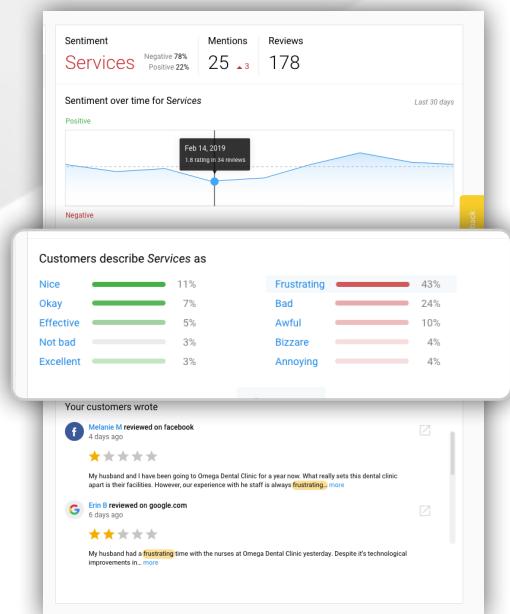 Sentiment
Mentions
Reviews
Services
Negative 78%
Positive 22%
25
3
178
Sentiment over time for Services
Last 30 days
Positive
Feb 14, 2019
1.8 rating in 34 reviews
Negative
Customers describe Services as
Nice 11% Frustrating 43%
Okay 7% Bad 24%
Effective 5% Awful 10%
Not bad 3% Bizzare 4%
Excellent 3% Annoying 4%
Your customers wrote
Melanie M reviewed on facebook
4 days ago
My husband and I have been going to Omega Dental Clinic for a year now. What really sets this dental clinic
apart is their facilities. However, our experience with he staff is always frustrating... more
Erin B reviewed on google.com
6 days ago
My husband had a frustrating time with the nurses at Omega Dental Clinic yesterday. Despite it's technological
improvements in... more